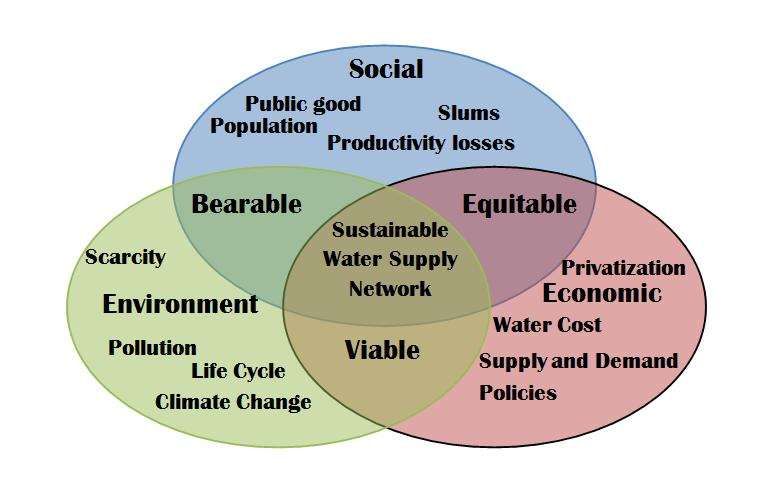 Social
Public good
Slums
Population
Productivity losses
Bearable
Equitable
Sustainable
Water Supply
Network
Scarcity
Environment
Pollution
Life Cycle
Climate Change
Viable
Privatization
Economic
Water Cost
Supply and Demand
Policies